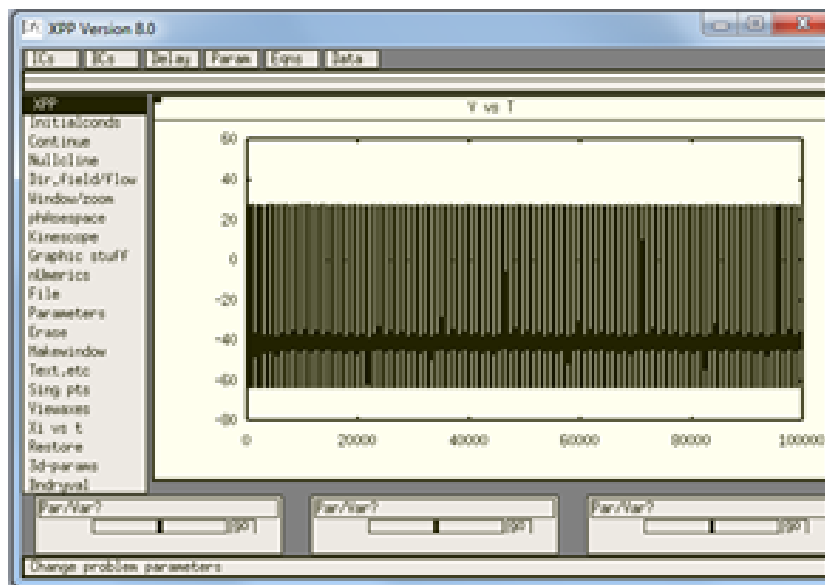 XPP Version 8.0
ICs BCs Delay Param Eqns Data
XPP
V vs T
Initialconds
Continue
Nullcline
Dir.field/flow
Window/zoom
phAsespace
Kinescope
Graphic stuff
nUmerics
File
Parameters
Erase
Makewindow
Text,etc
Sing pts
Viewaxes
Xi vs t
Restore
3d-params
Bndryval
60
40
20
0
-20
-40
-60
-80
0 20000 40000 60000 80000 100000
Par/Var? Par/Var? Par/Var?
Change problem parameters